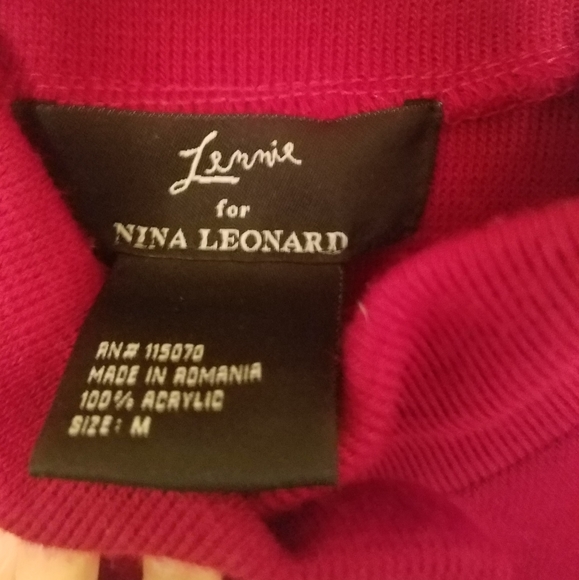 Lennie
for
NINA LEONARD
RN# 115070
MADE IN ROMANIA
100% ACRYLIC
SIZE: M